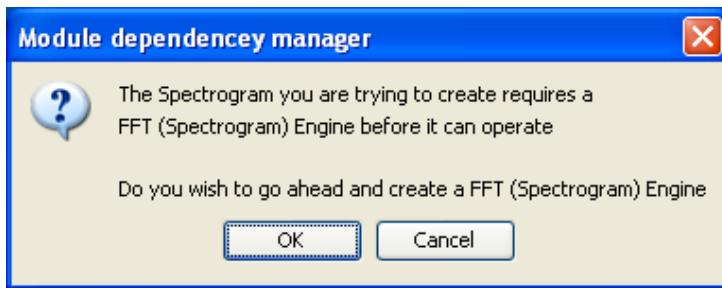 Module dependencey manager
The Spectrogram you are trying to create requires a
FFT (Spectrogram) Engine before it can operate
Do you wish to go ahead and create a FFT (Spectrogram) Engine
OK
Cancel